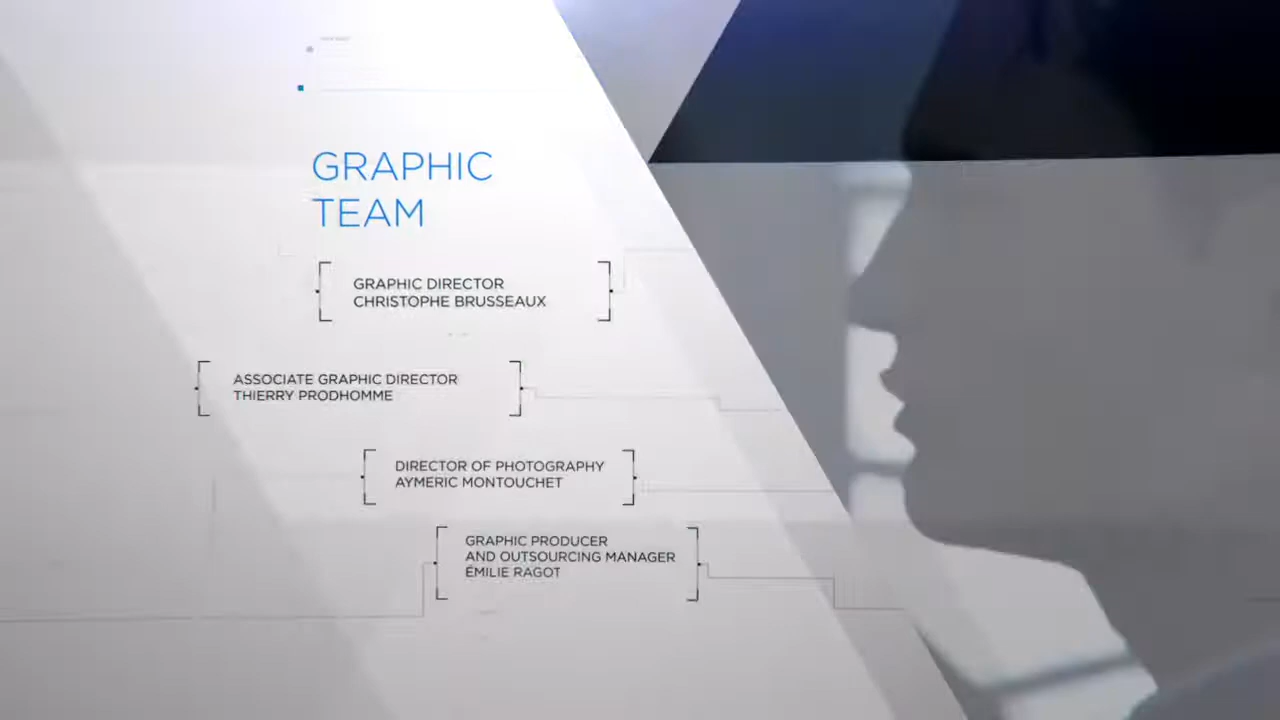 GRAPHIC
TEAM
GRAPHIC DIRECTOR
CHRISTOPHE BRUSSEAUX
ASSOCIATE GRAPHIC DIRECTOR
THIERRY PRODHOMME
DIRECTOR OF PHOTOGRAPHY
AYMERIC MONTOUCHET
GRAPHIC PRODUCER
AND OUTSOURCING MANAGER
ÉMILIE RAGOT